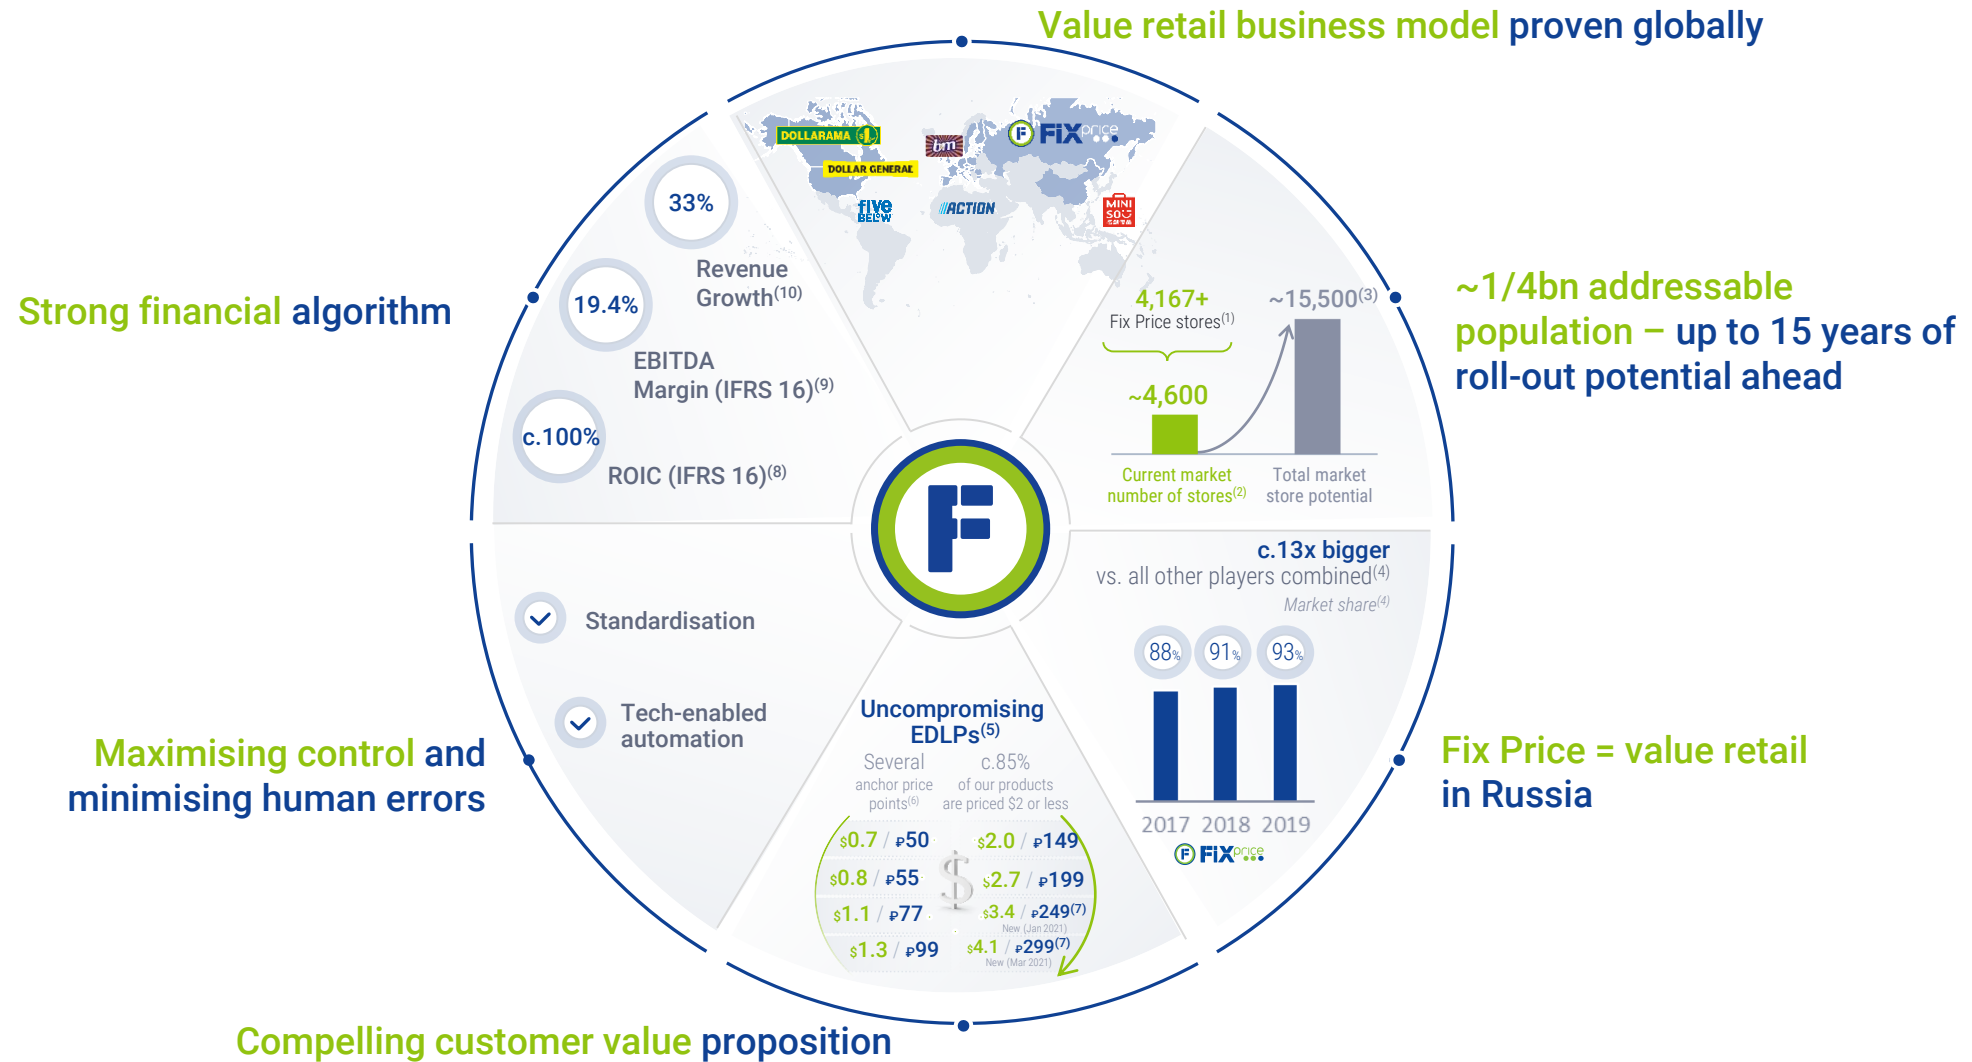 Value retail business model proven globally
DOLLARAMA
bm
FiX price
DOLLAR GENERAL
five
BELOW
ACTION
MINI
SO
~1/4bn addressable
population – up to 15 years of
roll-out potential ahead
4,167+
Fix Price stores(1)
~4,600
~15,500(3)
Current market
number of stores(2)
Total market
store potential
c.13x bigger
vs. all other players combined(4)
Market share(4)
88% 91% 93%
2017 2018 2019
FiX price
Fix Price = value retail
in Russia
Uncompromising
EDLPs(5)
Several
anchor price
points(6)
c.85%
of our products
are priced $2 or less
$0.7 / ₽50
$0.8 / ₽55
$1.1 / ₽77
$1.3 / ₽99
$
$2.0 / ₽149
$2.7 / ₽199
$3.4 / ₽249(7)
New (Jan 2021)
$4.1 / ₽299(7)
New (Mar 2021)
Compelling customer value proposition
Standardisation
Tech-enabled
automation
Maximising control and
minimising human errors
Strong financial algorithm
33%
Revenue
Growth(10)
19.4%
EBITDA
Margin (IFRS 16)(9)
c.100%
ROIC (IFRS 16)(8)
F